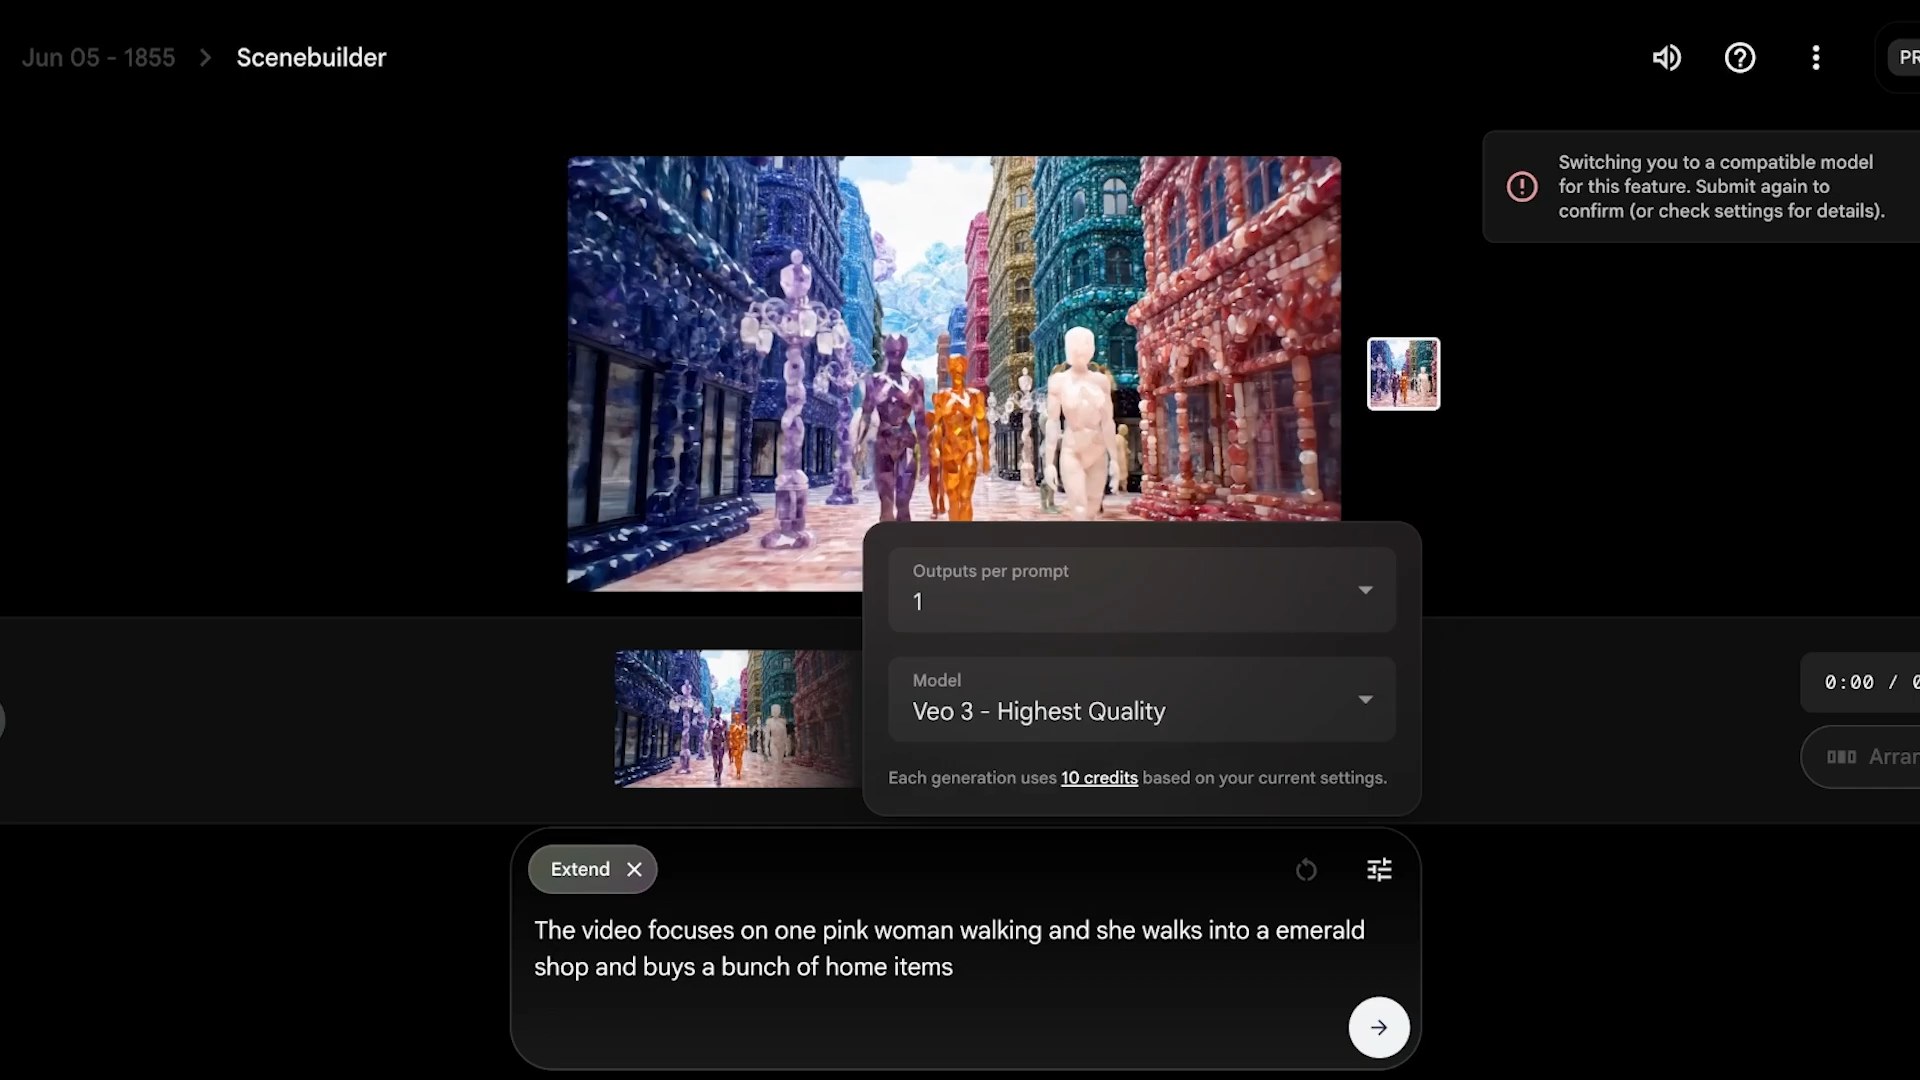 Jun 05 - 1855 > Scenebuilder
PR
Switching you to a compatible model
for this feature. Submit again to
confirm (or check settings for details).
Outputs per prompt
1
Model
Veo 3 - Highest Quality
Each generation uses 10 credits based on your current settings.
0:00 /
Arran
Extend
The video focuses on one pink woman walking and she walks into a emerald
shop and buys a bunch of home items